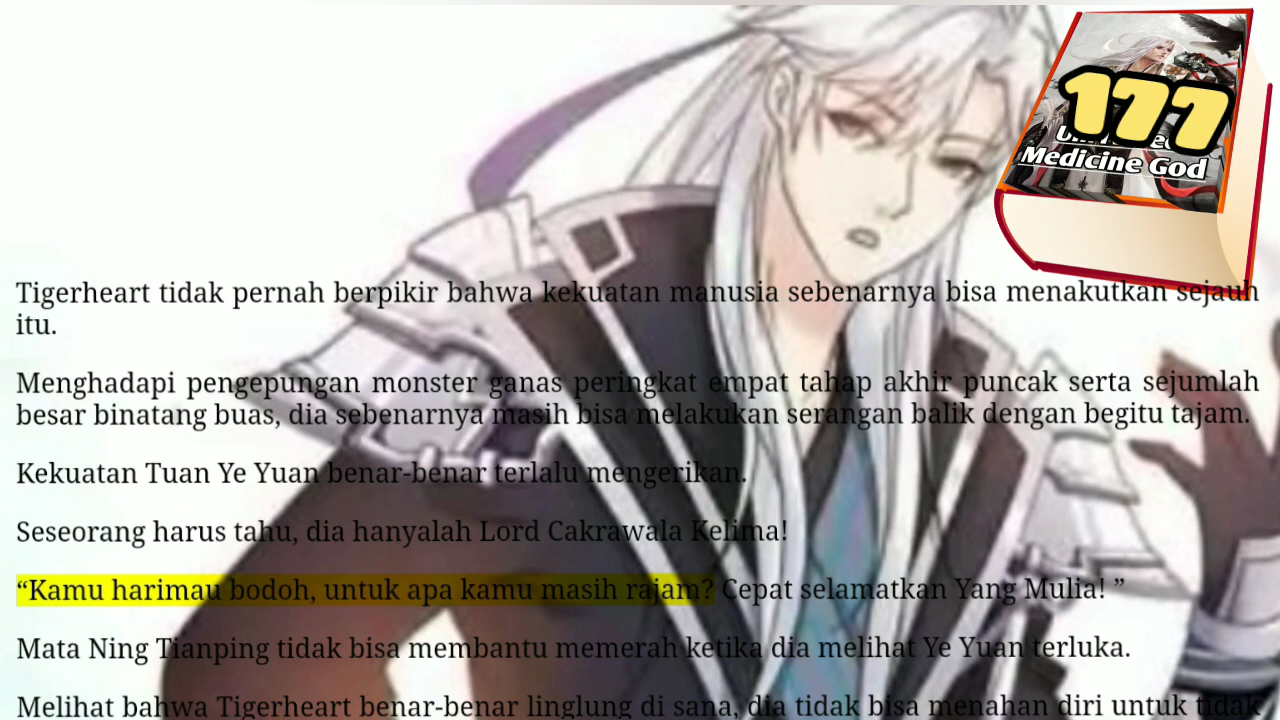 177
Medicine God
Tigerheart tidak pernah berpikir bahwa kekuatan manusia sebenarnya bisa menakutkan sejauh
itu.
Menghadapi pengepungan monster ganas peringkat empat tahap akhir puncak serta sejumlah
besar binatang buas, dia sebenarnya masih bisa melakukan serangan balik dengan begitu tajam.
Kekuatan Tuan Ye Yuan benar-benar terlalu mengerikan.
Seseorang harus tahu, dia hanyalah Lord Cakrawala Kelima!
“Kamu harimau bodoh, untuk apa kamu masih rajam? Cepat selamatkan Yang Mulia! ”
Mata Ning Tianping tidak bisa membantu memerah ketika dia melihat Ye Yuan terluka.
Melihat bahwa Tigerheart benar-benar linglung di sana, dia tidak bisa menahan diri untuk tidak